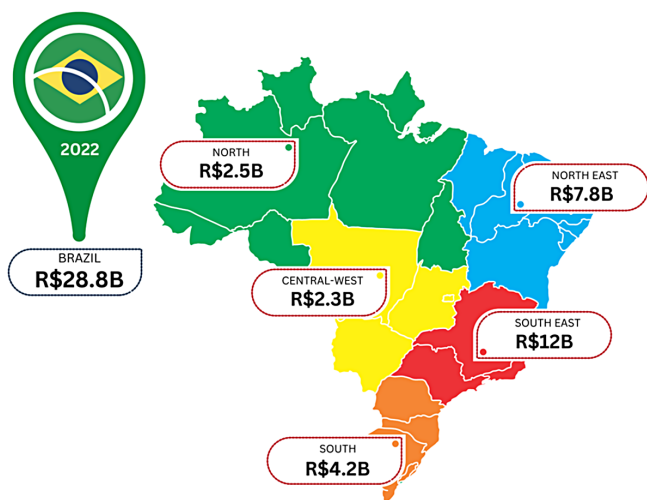 2022
BRAZIL
R$28.8B
NORTH
R$2.5B
NORTH EAST
R$7.8B
CENTRAL-WEST
R$2.3B
SOUTH EAST
R$12B
SOUTH
R$4.2B